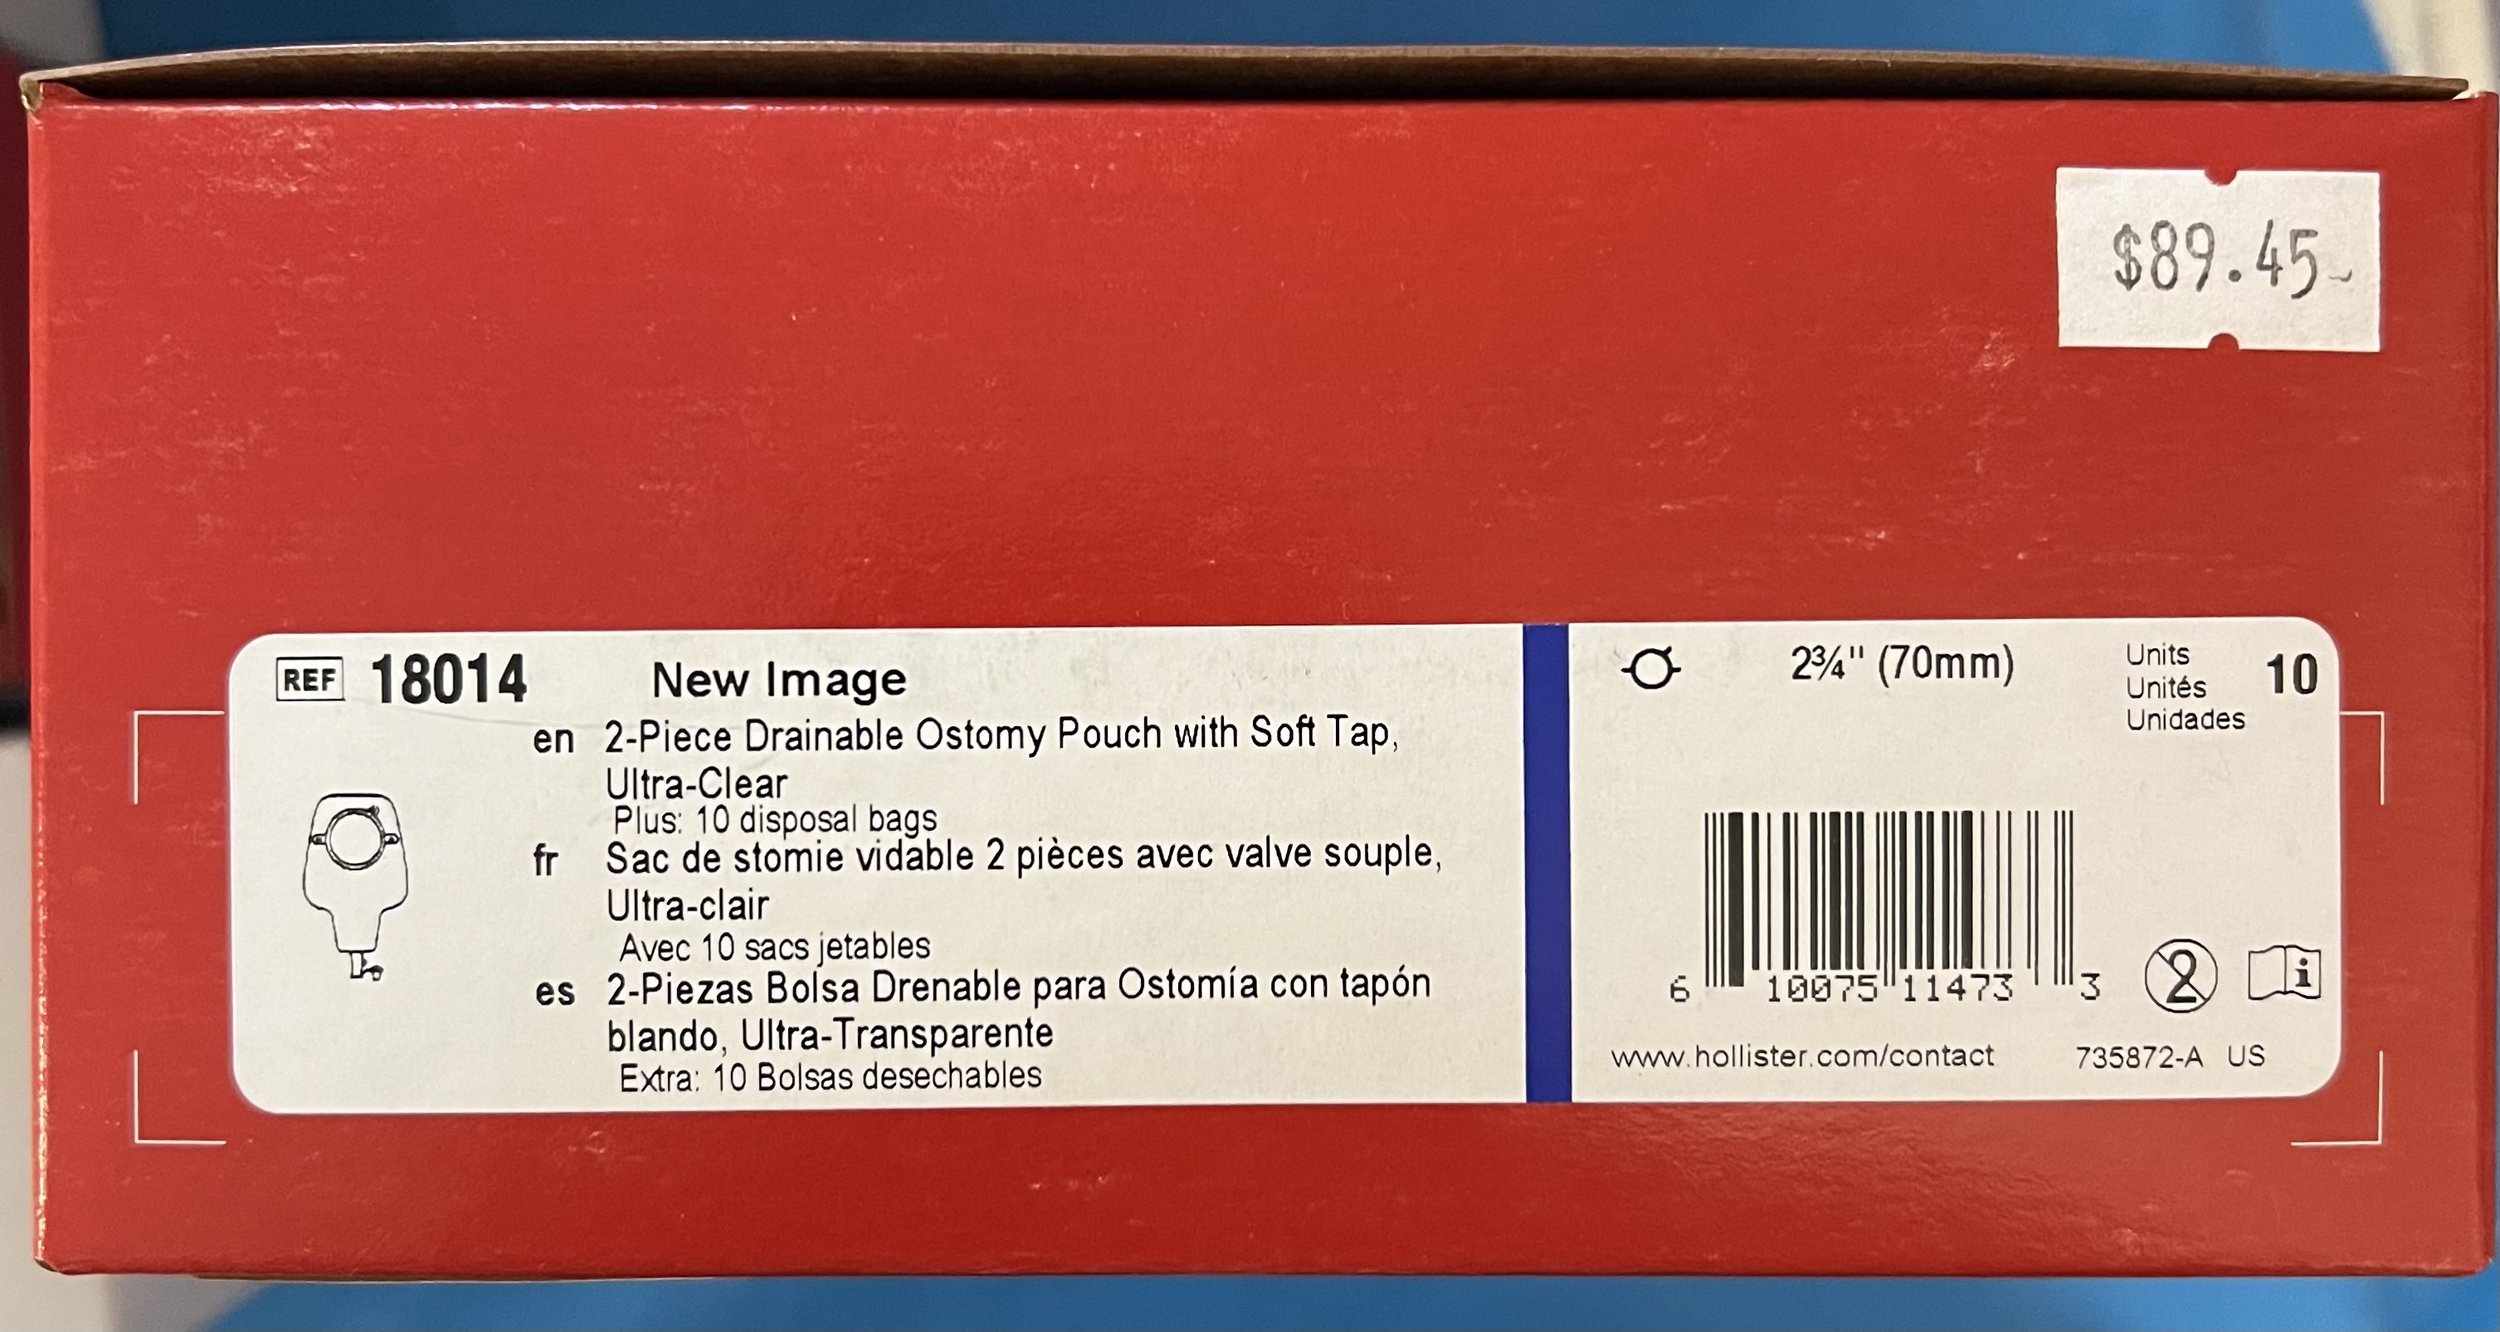 $89.45
REF 18014 New Image
en 2-Piece Drainable Ostomy Pouch with Soft Tap,
Ultra-Clear
Plus: 10 disposal bags
fr Sac de stomie vidable 2 pièces avec valve souple,
Ultra-clair
Avec 10 sacs jetables
es 2-Piezas Bolsa Drenable para Ostomía con tapón
blando, Ultra-Transparente
Extra: 10 Bolsas desechables
2¾" (70mm)
Units
Unités
Unidades
10
6 10075 11473 3
2
i
www.hollister.com/contact 735872-A US